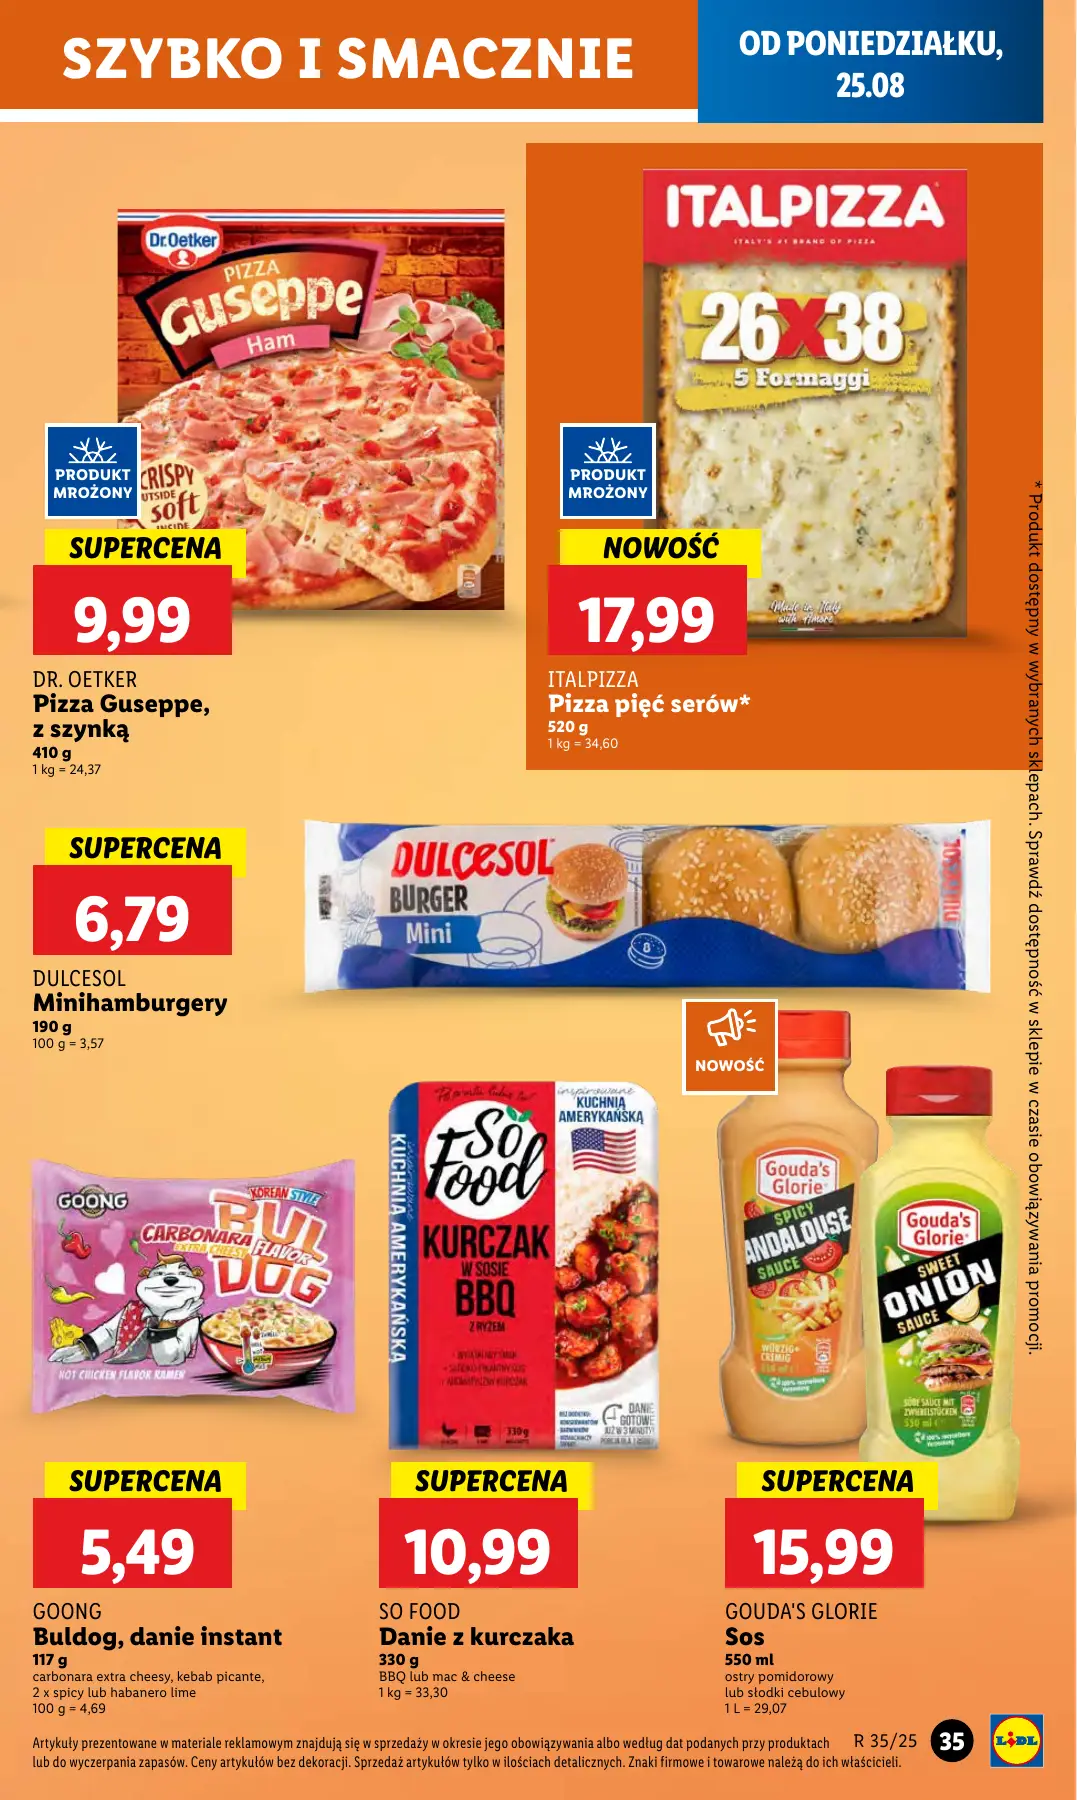 SZYBKO I SMACZNIE
OD PONIEDZIAŁKU,
25.08
Dr.Oetker
PIZZA
Guseppe
Ham
CRISPY
OUTSIDE
soft
INSIDE
PRODUKT
MROŻONY
SUPERCENA
9,99
DR. OETKER
Pizza Guseppe,
z szynką
410 g
1 kg = 24,37
ITALPIZZA
ITALY'S #1 BRAND OF PIZZA
26X38
5 Formaggi
Made in Italy
with Amore
PRODUKT
MROŻONY
NOWOŚĆ
17,99
ITALPIZZA
Pizza pięć serów*
520 g
1 kg = 34,60
* Produkt dostępny w wybranych sklepach. Sprawdź dostępność w sklepie w czasie obowiązywania promocji.
SUPERCENA
6,79
DULCESOL
Minihamburgery
190 g
100 g = 3,57
DULCESOL
BURGER
Mini
8
DULCESOL
GOONG
KOREAN STYLE
CARBONARA
EXTRA CHEESY
BUL
FLAVOR
DOG
HOT CHICKEN FLAVOR RAMEN
SUPERCENA
5,49
GOONG
Buldog, danie instant
117 g
carbonara extra cheesy, kebab picante,
2 x spicy lub habanero lime
100 g = 4,69
Po prostu lubię to!
inspirowane
KUCHNIĄ
AMERYKAŃSKĄ
So
Food
inspirowane
KUCHNIĄ AMERYKAŃSKĄ
KURCZAK
W SOSIE
BBQ
Z RYŻEM
330g
DANIE
GOTOWE
JUŻ W 3 MINUTY!
SUPERCENA
10,99
SO FOOD
Danie z kurczaka
330 g
BBQ lub mac & cheese
1 kg = 33,30
NOWOŚĆ
Gouda's
Glorie
SPICY
ANDALOUSE
SAUCE
WÜRZIG+
CREMIG
Gouda's
Glorie
SWEET
ONION
SAUCE
SÜßE SAUCE MIT
ZWIEBELSTÜCKEN
550 ml
SUPERCENA
15,99
GOUDA'S GLORIE
Sos
550 ml
ostry pomidorowy
lub słodki cebulowy
1 L = 29,07
Artykuły prezentowane w materiale reklamowym znajdują się w sprzedaży w okresie jego obowiązywania albo według dat podanych przy produktach
lub do wyczerpania zapasów. Ceny artykułów bez dekoracji. Sprzedaż artykułów tylko w ilościach detalicznych. Znaki firmowe i towarowe należą do ich właścicieli.
R 35/25
35
LIDL